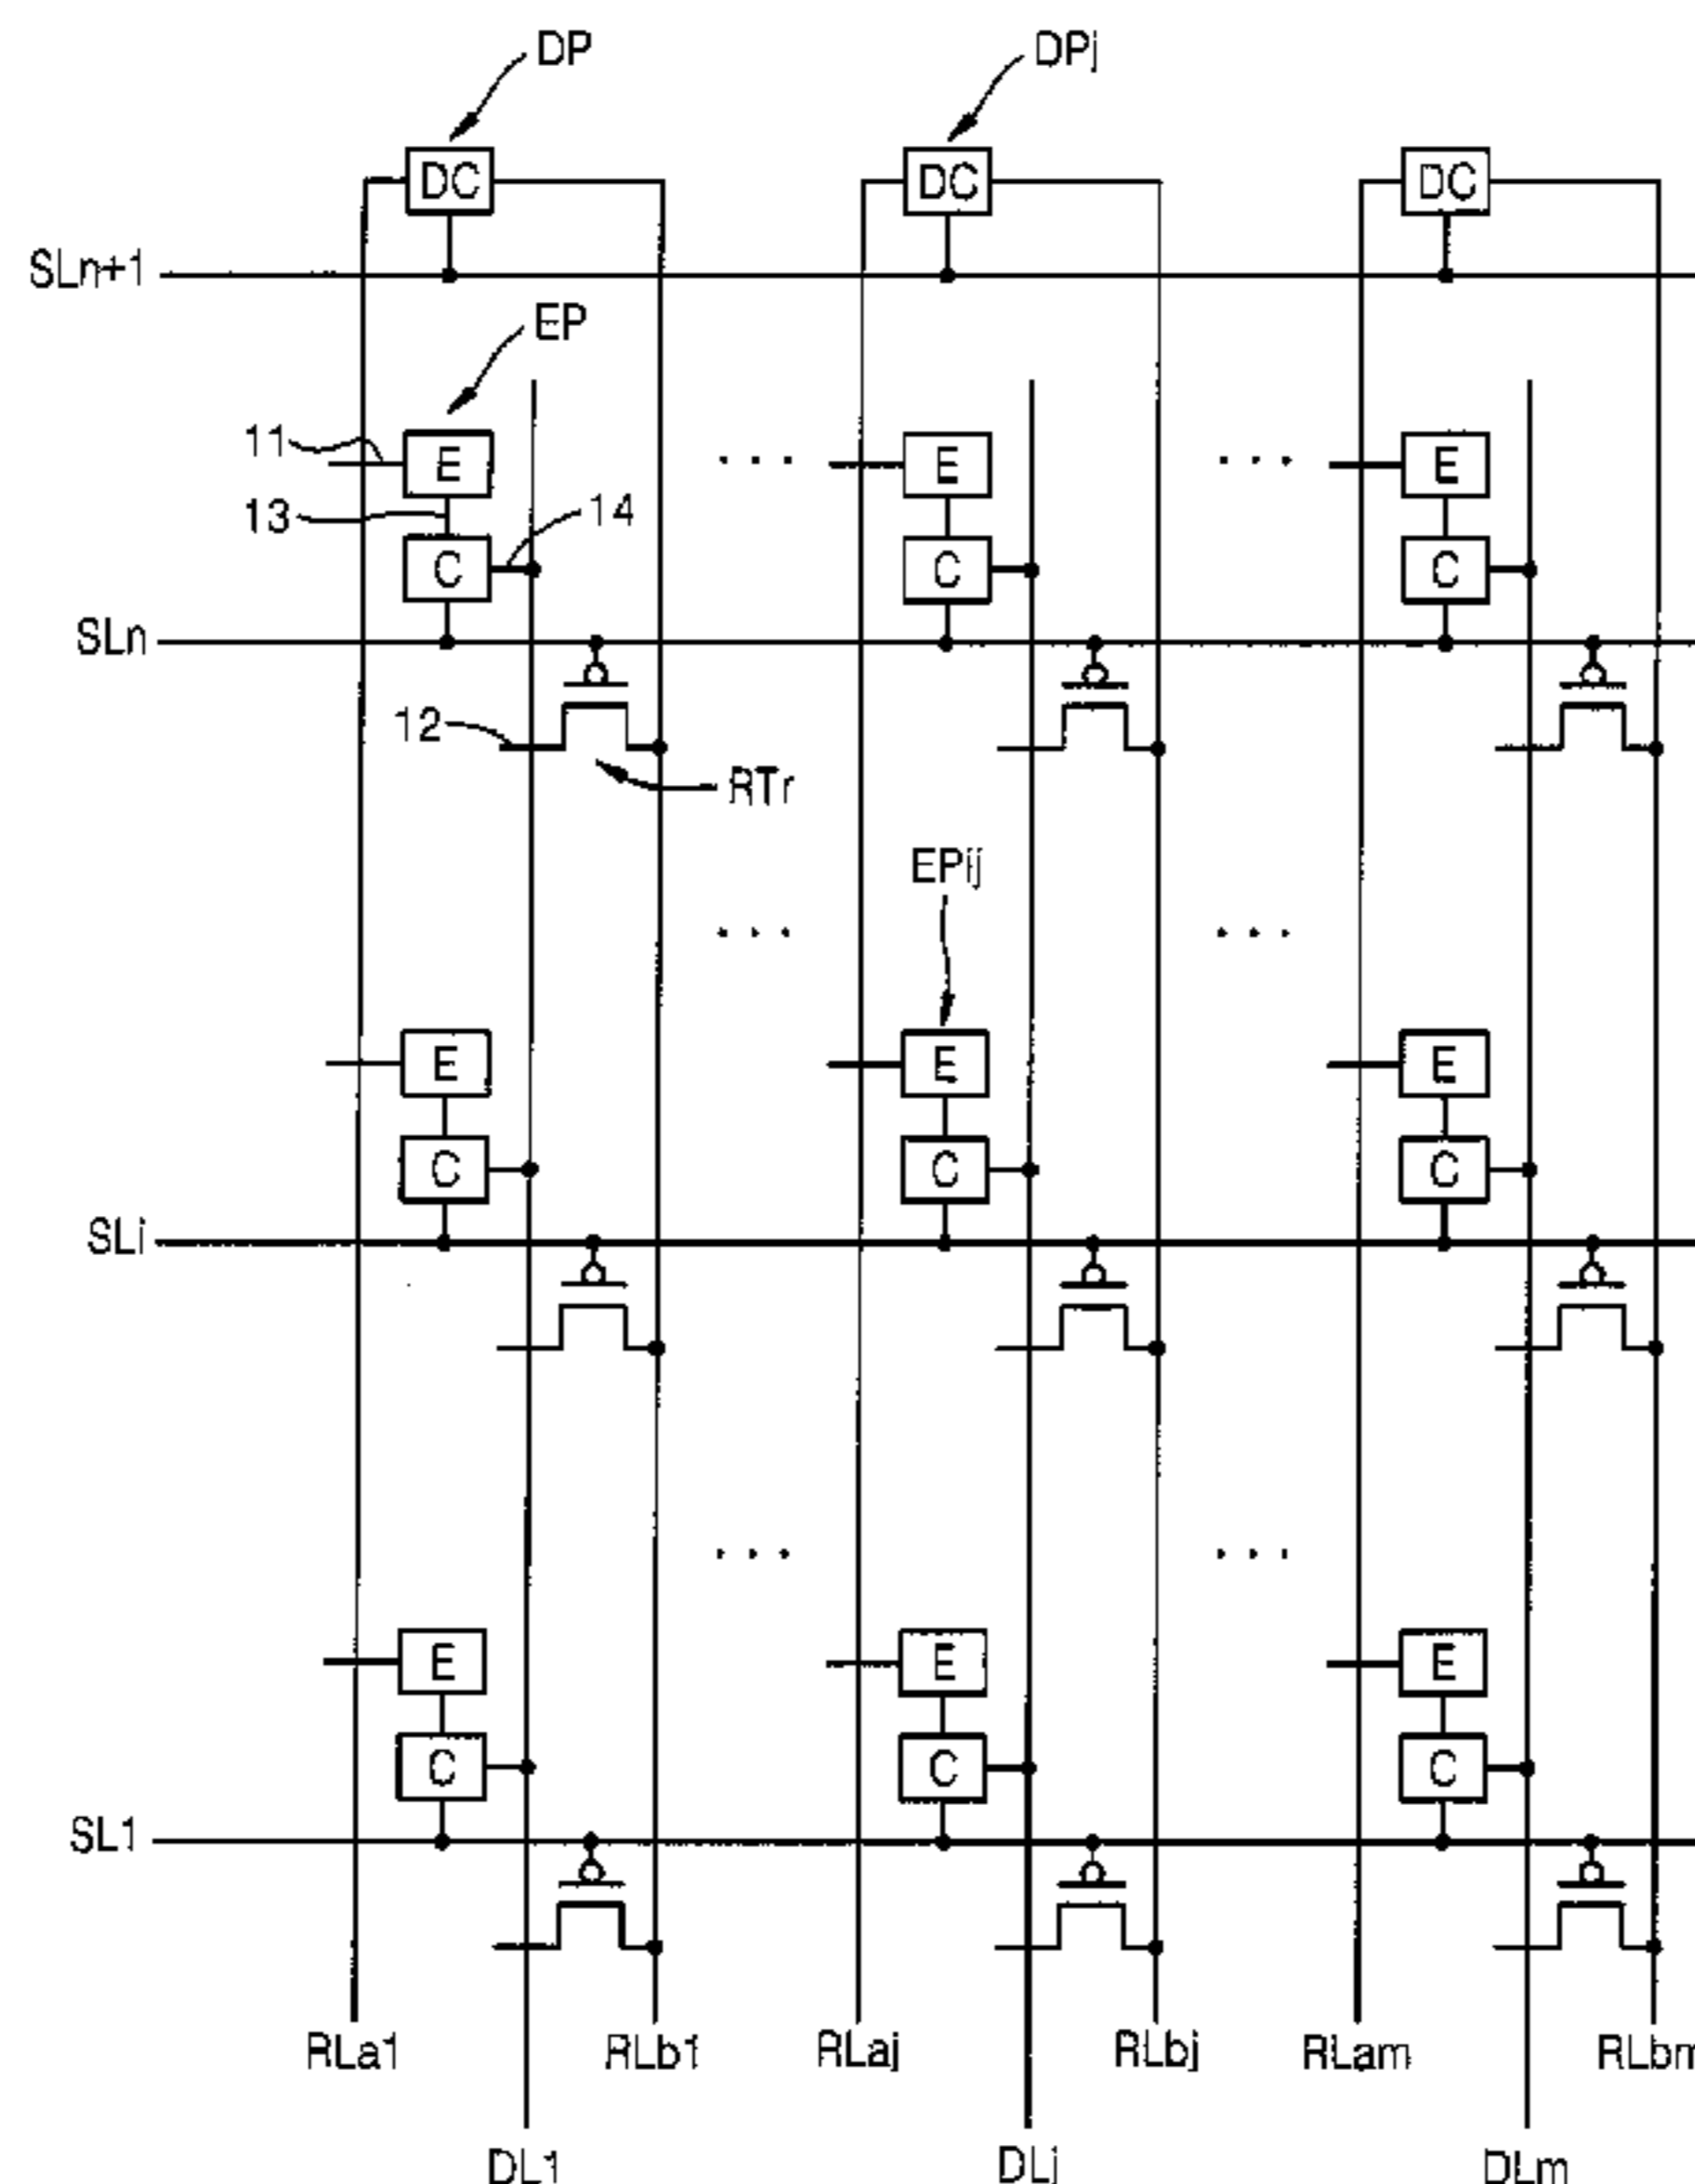 DP DPj
DC DC DC
SLn+1
EP
11 E ... E ... E
13 14
C C C
SLn
12
RTr
EPij
... ...
E E E
C C C
SLi
... ...
E E E
C C C
SL1
RLa1 RLb1 RLaj RLbj RLam RLbm
DL1 DLj DLm